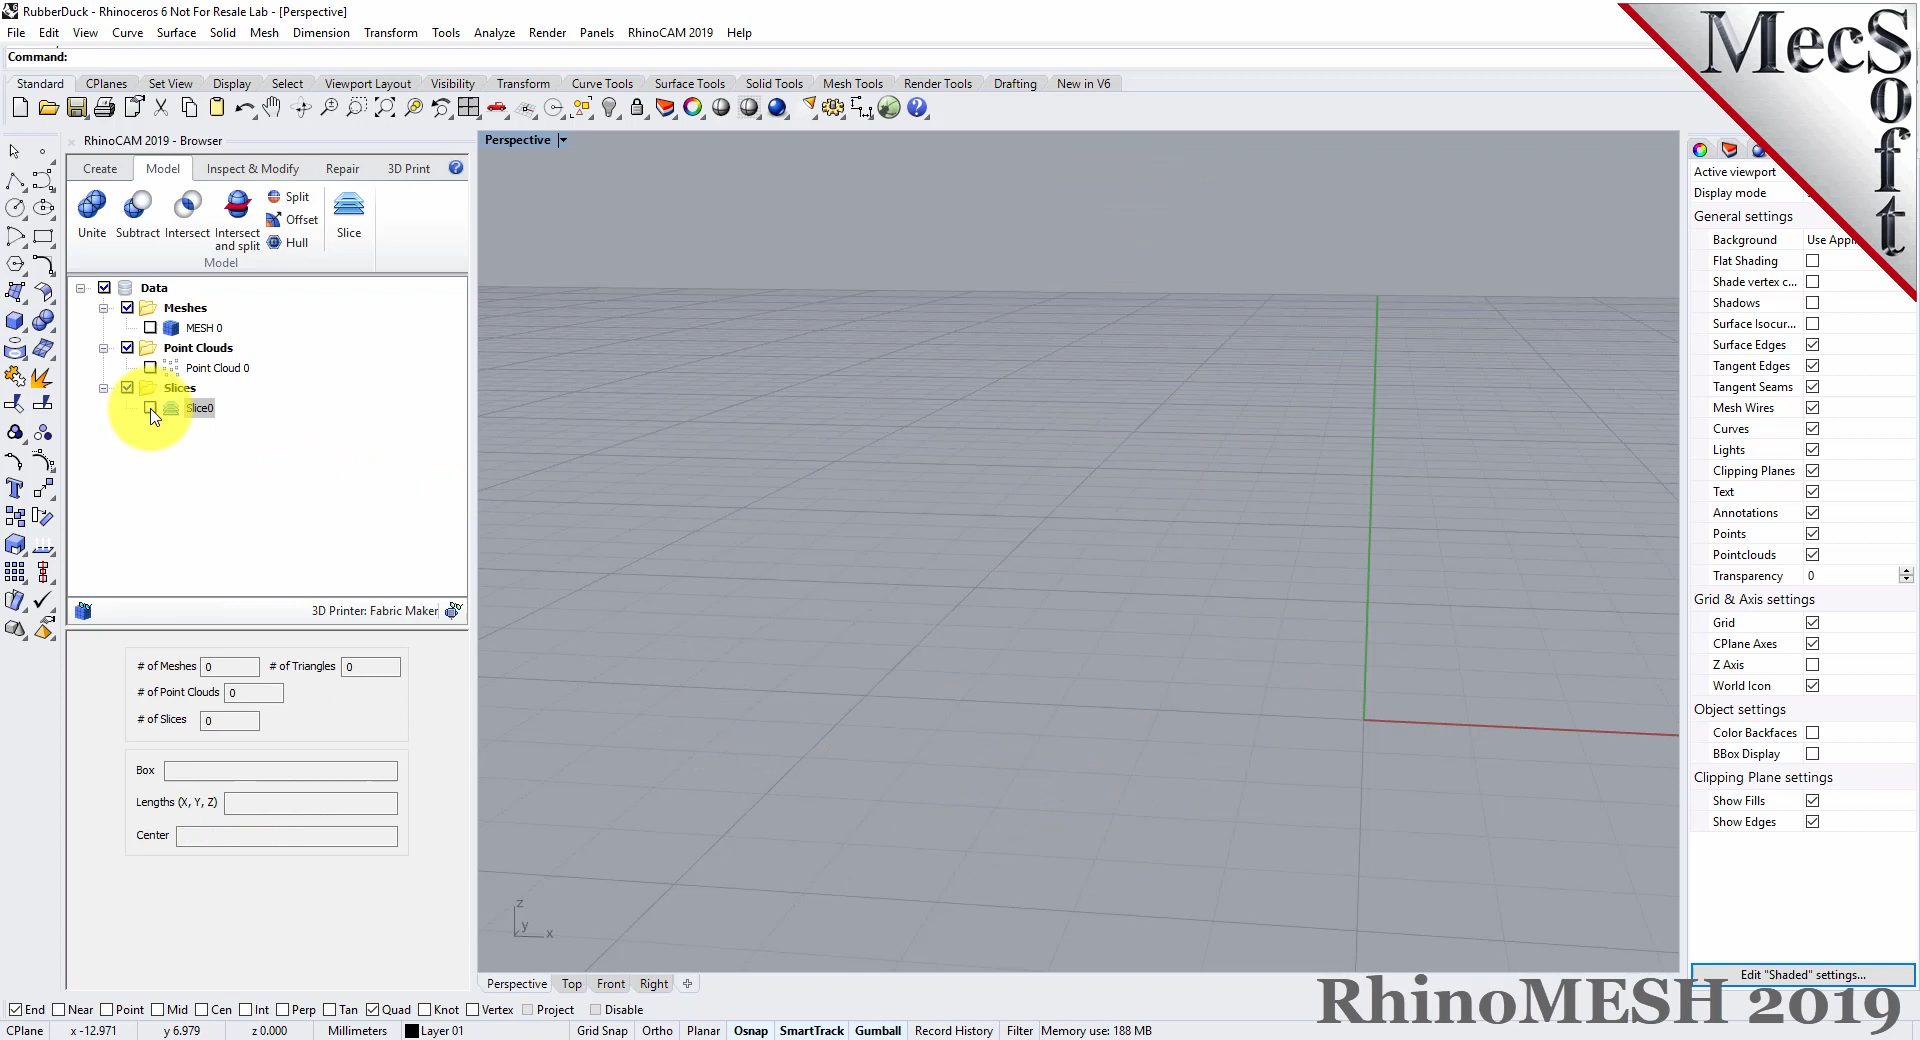 RubberDuck - Rhinoceros 6 Not For Resale Lab - [Perspective]
File Edit View Curve Surface Solid Mesh Dimension Transform Tools Analyze Render Panels RhinoCAM 2019 Help
Command:
Standard CPlanes Set View Display Select Viewport Layout Visibility Transform Curve Tools Surface Tools Solid Tools Mesh Tools Render Tools Drafting New in V6
MecSoft
RhinoCAM 2019 - Browser
Create Model Inspect & Modify Repair 3D Print
Unite Subtract Intersect Intersect and split Split Offset Hull Slice
Model
Data
Meshes
MESH 0
Point Clouds
Point Cloud 0
Slices
Slice0
3D Printer: Fabric Maker
# of Meshes 0 # of Triangles 0
# of Point Clouds 0
# of Slices 0
Box
Lengths (X, Y, Z)
Center
Perspective
z
y x
Perspective Top Front Right
Active viewport
Display mode
General settings
Background Use Appl
Flat Shading
Shade vertex c...
Shadows
Surface Isocur...
Surface Edges
Tangent Edges
Tangent Seams
Mesh Wires
Curves
Lights
Clipping Planes
Text
Annotations
Points
Pointclouds
Transparency 0
Grid & Axis settings
Grid
CPlane Axes
Z Axis
World Icon
Object settings
Color Backfaces
BBox Display
Clipping Plane settings
Show Fills
Show Edges
Edit "Shaded" settings...
RhinoMESH 2019
End Near Point Mid Cen Int Perp Tan Quad Knot Vertex Project Disable
CPlane x -12.971 y 6.979 z 0.000 Millimeters Layer 01 Grid Snap Ortho Planar Osnap SmartTrack Gumball Record History Filter Memory use: 188 MB